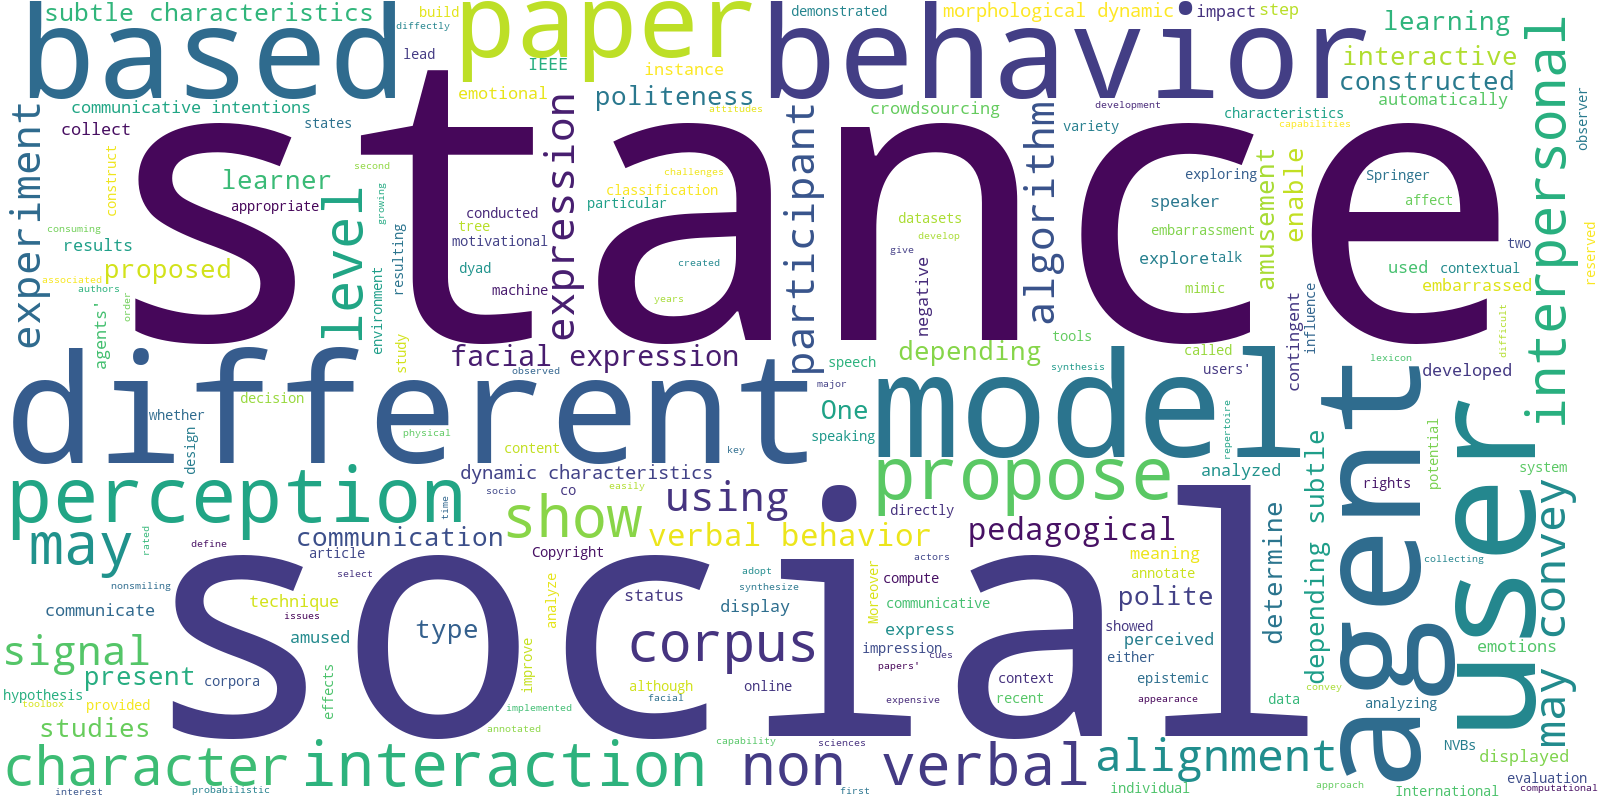 subtle characteristics
build
diffectly
demonstrated
morphological dynamic
impact
step
learning
based
paper
behavior
lead
IEEE
instance
interactive
constructed
communicative intentions
emotional
politeness
attitudes
crowdsourcing
development
characteristics
automatically
capabilities
collect
states
variety
observer
experiment
stance
expression
participant
algorithm
interpersonal
construct
second
challenges
learner
classification
particular
exploring
Springer
amusement
enable
appropriate
level
growing
conducted
tree
motivational
datasets
develop
speaker
embarrassment
affect
consuming
results
resulting
dyad
give
negative
explore
talk
two
used
contextual
proposed
associated
authors
order
agents'
environment
machine
created
years
mimic
embarrassed
reserved
contingent
influence
difficult
study
facial expression
depending
tools
called
users'
lexicon
developed
observed
speech
synthesis
different
model
agent
user
decision
major
whether
design
One
speaking
physical
content
key
repertoire
perception
dynamic characteristics
propose
analyzed
potential
system
socio
co
easily
using
directly
rights
may
show
time
rated
communication
verbal behavior
pedagogical
determine
depending subtle
may convey
define
article
Copyright
actors
meaning
collecting
nonsmiling
select
adopt
synthesize
compute
annotate
social
communicate
technique
issues
analyze
status
display
Moreover
communicative
polite
signal
amused
type
corpus
express
showed
perceived
emotions
impression
cues
either
present
papers'
hypothesis
corpora
effects
improve
although
online
context
epistemic
toolbox
provided
facial
expensive
recent
appearance
data
convey
analyzing
implemented
studies
annotated
capability
sciences
NVBs
displayed
character
interaction
non verbal
alignment
interest
probabilistic
first
individual
approach
International
evaluation
computational